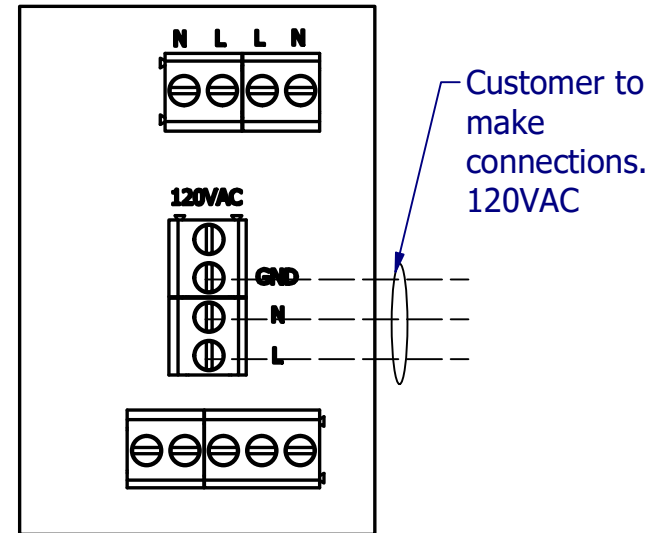 N L L N
Customer to
make
connections.
120VAC
120VAC
GND
N
L